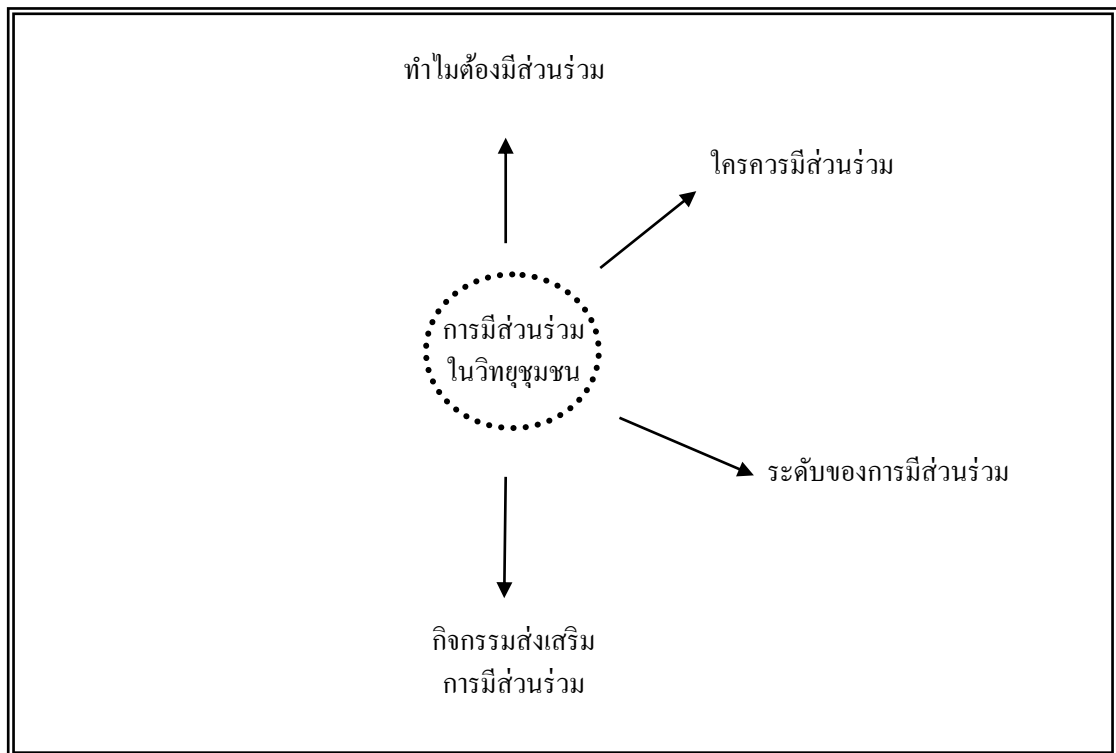 ทำไมต้องมีส่วนร่วม
ใครควรมีส่วนร่วม
การมีส่วนร่วม
ในวิทยุชุมชน
ระดับของการมีส่วนร่วม
กิจกรรมส่งเสริม
การมีส่วนร่วม